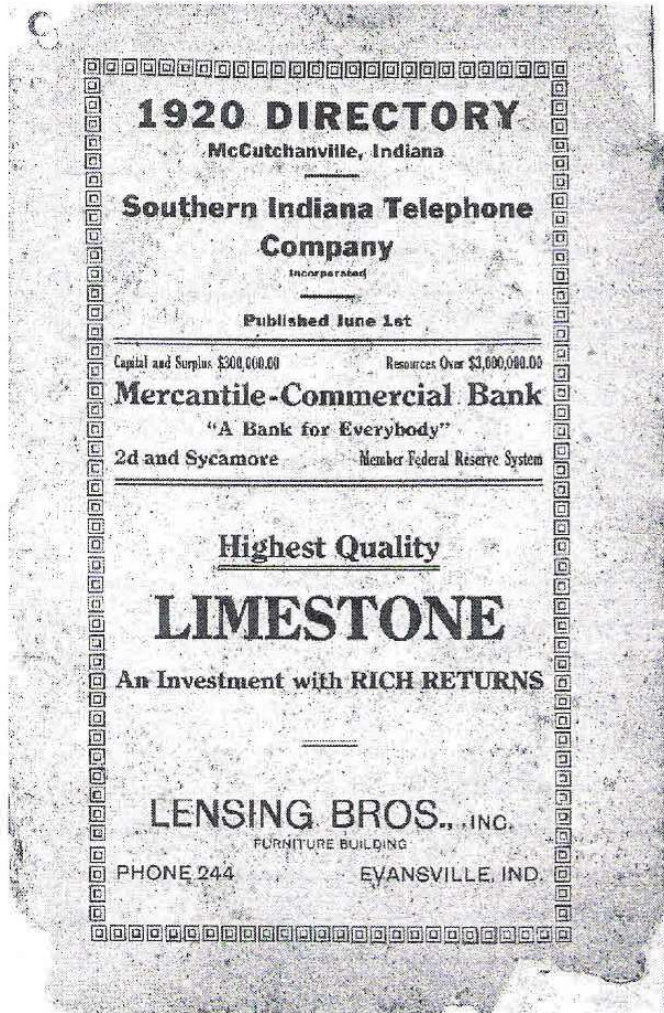 C
1920 DIRECTORY
McCutchanville, Indiana
Southern Indiana Telephone
Company
Incorporated
Published June 1st
Capital and Surplus $300,000.00 Resources Over $3,000,000.00
Mercantile-Commercial Bank
"A Bank for Everybody"
2d and Sycamore Member Federal Reserve System
Highest Quality
LIMESTONE
An Investment with RICH RETURNS
LENSING BROS., INC.
FURNITURE BUILDING
PHONE 244 EVANSVILLE, IND.